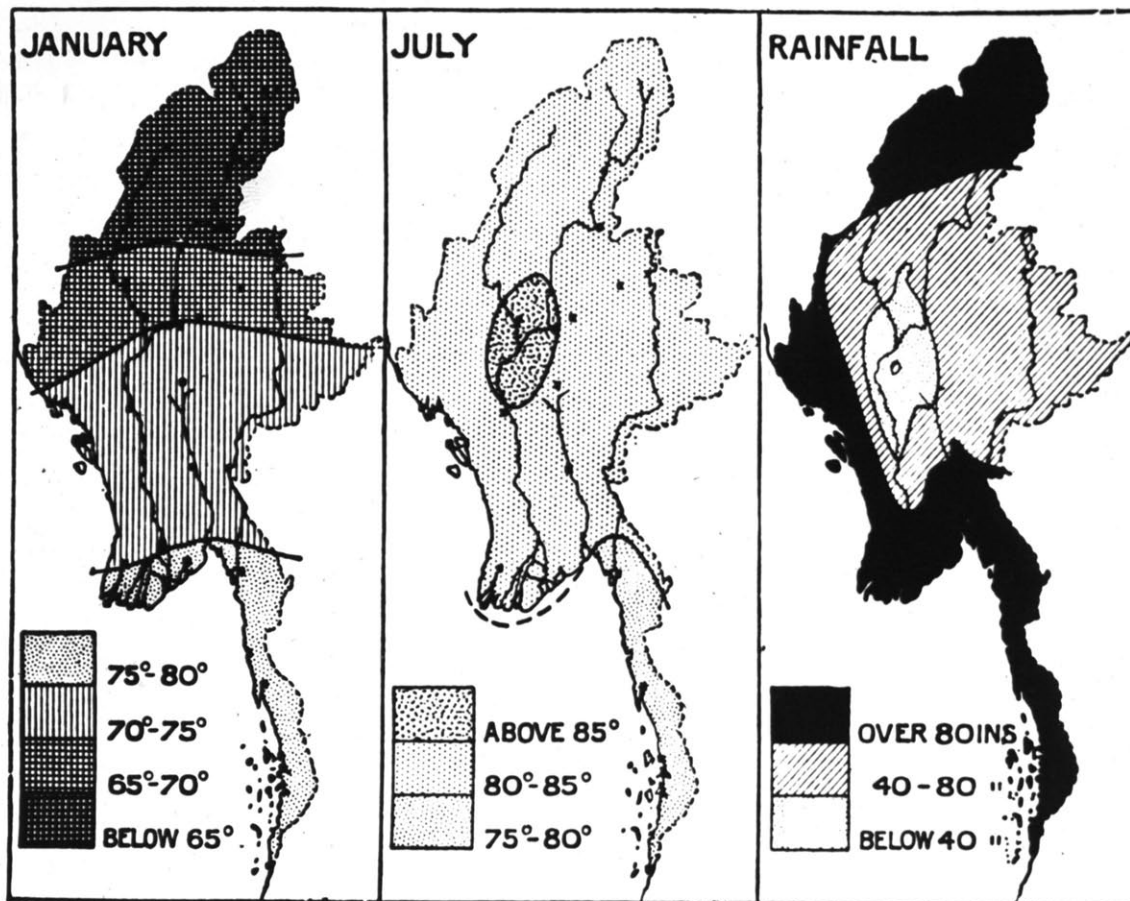 JANUARY
75°-80°
70°-75°
65°-70°
BELOW 65°
JULY
ABOVE 85°
80°-85°
75°-80°
RAINFALL
OVER 80INS
40-80 "
BELOW 40 "